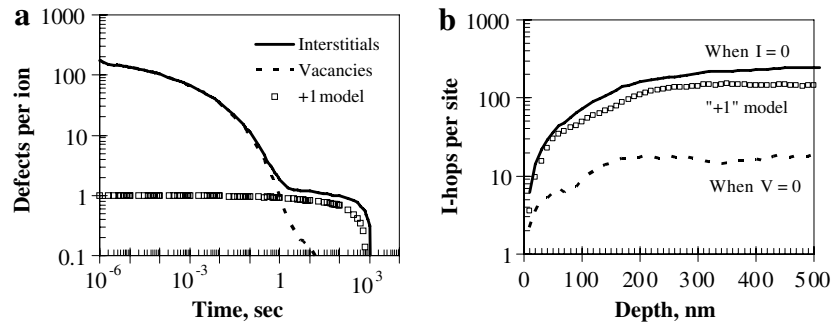 a
Defects per ion
1000
100
10
1
0.1
Interstitials
Vacancies
+1 model
10⁻⁶
10⁻³
1
10³
Time, sec
b
I-hops per site
1000
100
10
1
When I = 0
"+1" model
When V = 0
0
100
200
300
400
500
Depth, nm